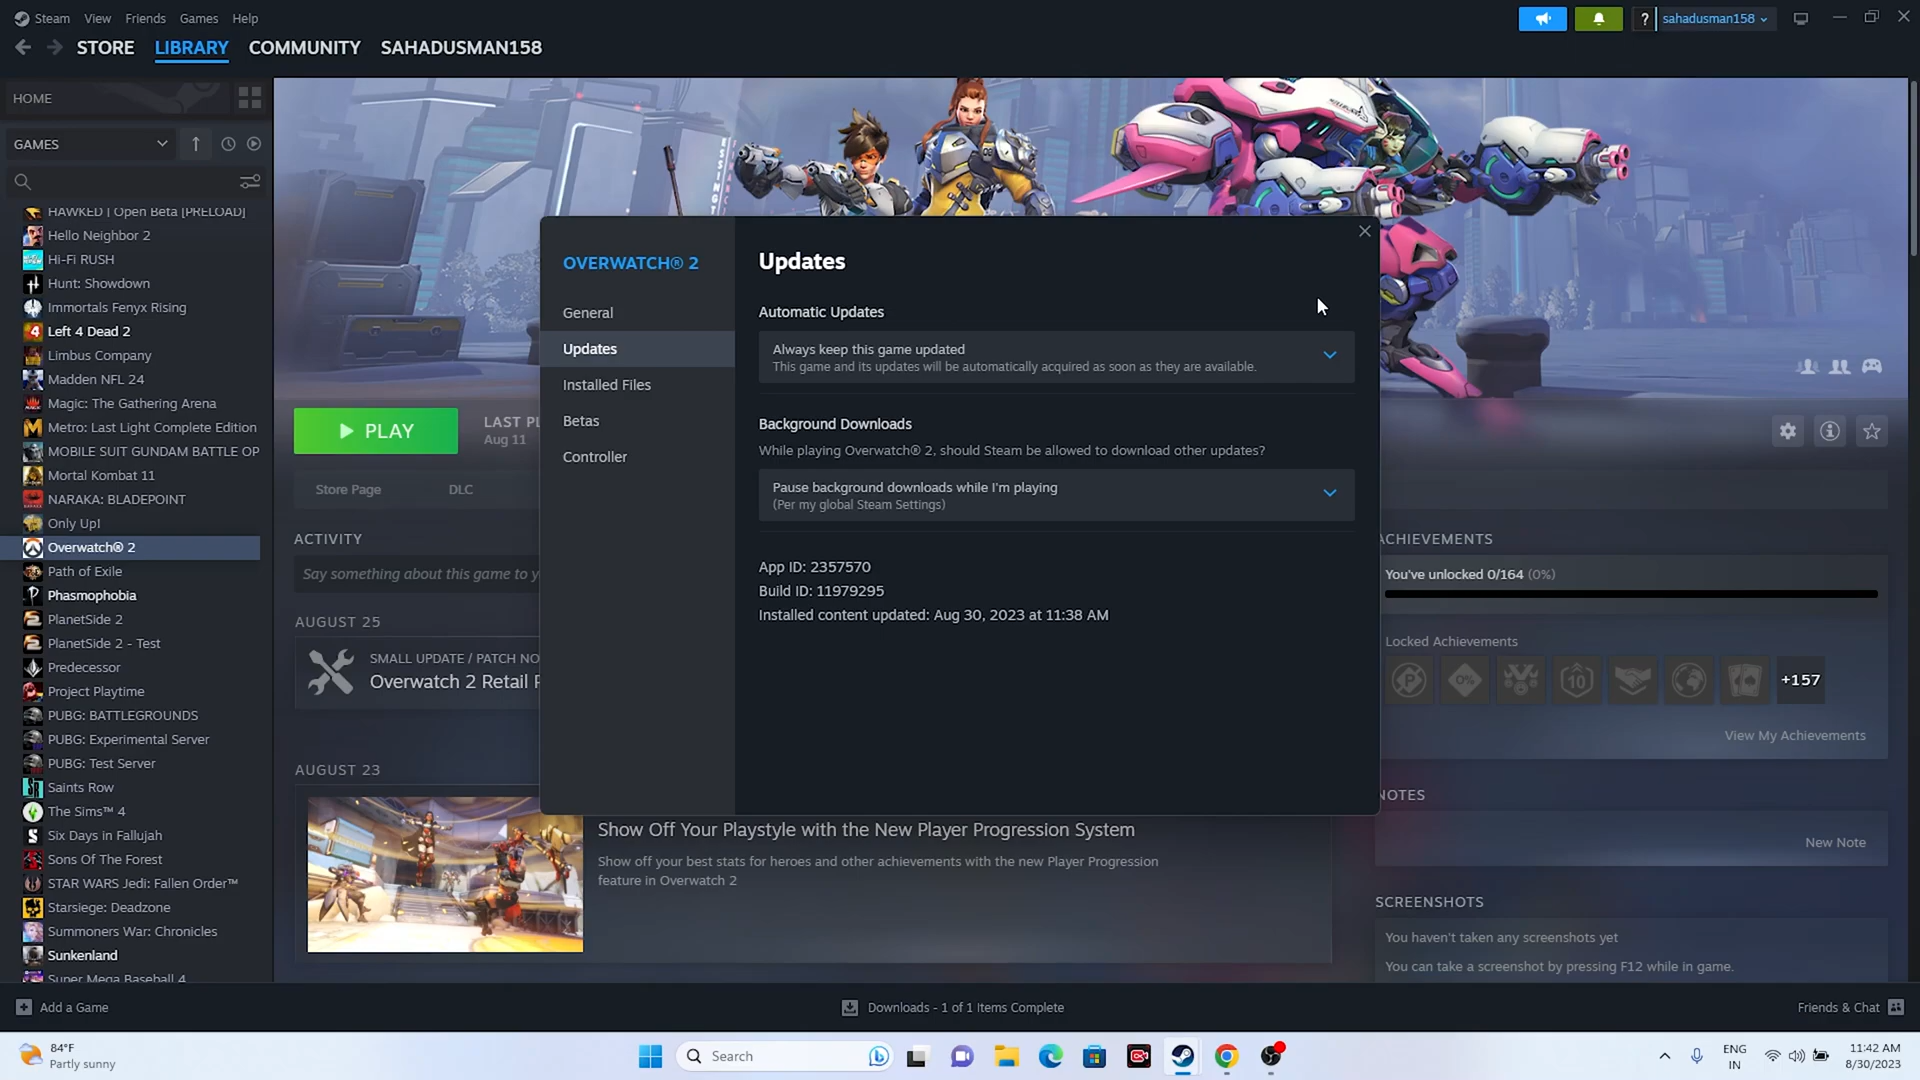 Steam View Friends Games Help
sahadusman158
STORE LIBRARY COMMUNITY SAHADUSMAN158
HOME
GAMES
HAWKED | Open Beta [PRELOAD]
Hello Neighbor 2
Hi-Fi RUSH
Hunt: Showdown
Immortals Fenyx Rising
Left 4 Dead 2
Limbus Company
Madden NFL 24
Magic: The Gathering Arena
Metro: Last Light Complete Edition
MOBILE SUIT GUNDAM BATTLE OP
Mortal Kombat 11
NARAKA: BLADEPOINT
Only Up!
Overwatch® 2
Path of Exile
Phasmophobia
PlanetSide 2
PlanetSide 2 - Test
Predecessor
Project Playtime
PUBG: BATTLEGROUNDS
PUBG: Experimental Server
PUBG: Test Server
Saints Row
The Sims™ 4
Six Days in Fallujah
Sons Of The Forest
STAR WARS Jedi: Fallen Order™
Starsiege: Deadzone
Summoners War: Chronicles
Sunkenland
Super Mega Baseball 4
PLAY
LAST PL
Aug 11
Store Page DLC
ACTIVITY
Say something about this game to y
AUGUST 25
SMALL UPDATE / PATCH NO
Overwatch 2 Retail P
AUGUST 23
Show Off Your Playstyle with the New Player Progression System
Show off your best stats for heroes and other achievements with the new Player Progression
feature in Overwatch 2
OVERWATCH® 2
General
Updates
Installed Files
Betas
Controller
Updates
Automatic Updates
Always keep this game updated
This game and its updates will be automatically acquired as soon as they are available.
Background Downloads
While playing Overwatch® 2, should Steam be allowed to download other updates?
Pause background downloads while I'm playing
(Per my global Steam Settings)
App ID: 2357570
Build ID: 11979295
Installed content updated: Aug 30, 2023 at 11:38 AM
ACHIEVEMENTS
You've unlocked 0/164 (0%)
Locked Achievements
+157
View My Achievements
NOTES
New Note
SCREENSHOTS
You haven't taken any screenshots yet
You can take a screenshot by pressing F12 while in game.
Add a Game
Downloads - 1 of 1 Items Complete
Friends & Chat
84°F
Partly sunny
Search
ENG
IN
11:42 AM
8/30/2023